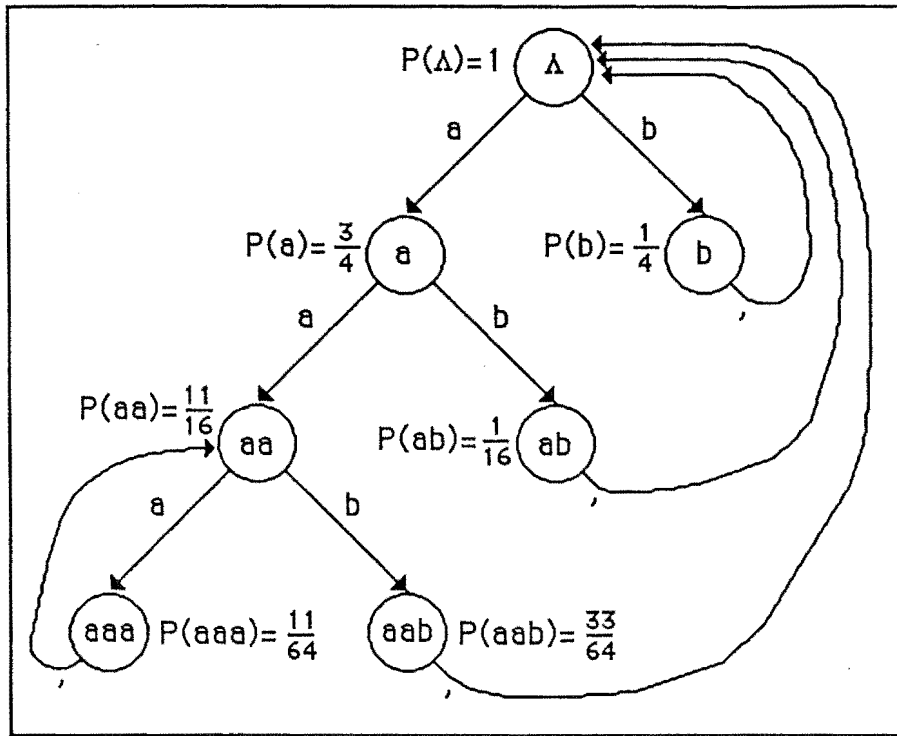 P(Λ)=1 Λ
a b
P(a)= 3/4 a P(b)= 1/4 b
,
a b
P(aa)= 11/16 aa P(ab)= 1/16 ab
,
a b
aaa P(aaa)= 11/64 aab P(aab)= 33/64
, ,